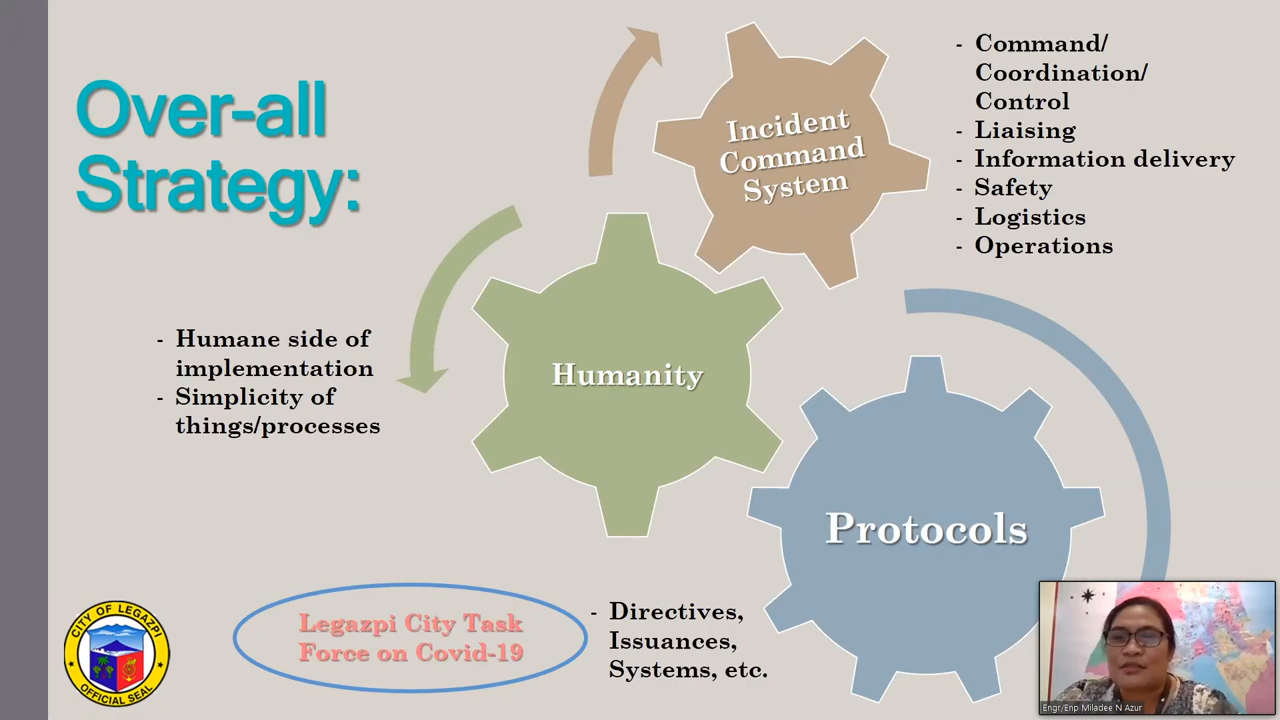 Over-all
Strategy:
Incident
Command
System
- Command/
Coordination/
Control
- Liaising
- Information delivery
- Safety
- Logistics
- Operations
Humanity
- Humane side of
implementation
- Simplicity of
things/processes
Protocols
- Directives,
Issuances,
Systems, etc.
Legazpi City Task
Force on Covid-19
CITY OF LEGAZPI
OFFICIAL SEAL
Engr/Enp Miladee N Azur